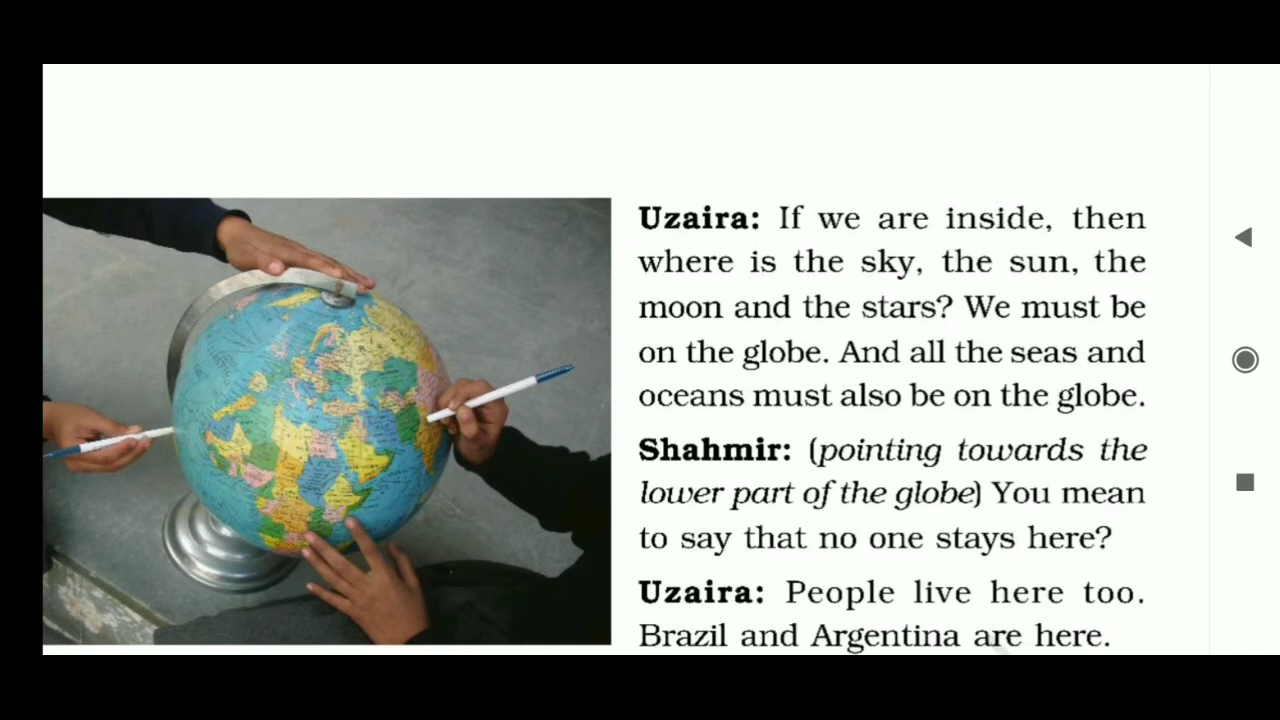 Uzaira: If we are inside, then
where is the sky, the sun, the
moon and the stars? We must be
on the globe. And all the seas and
oceans must also be on the globe.
Shahmir: (pointing towards the
lower part of the globe) You mean
to say that no one stays here?
Uzaira: People live here too.
Brazil and Argentina are here.